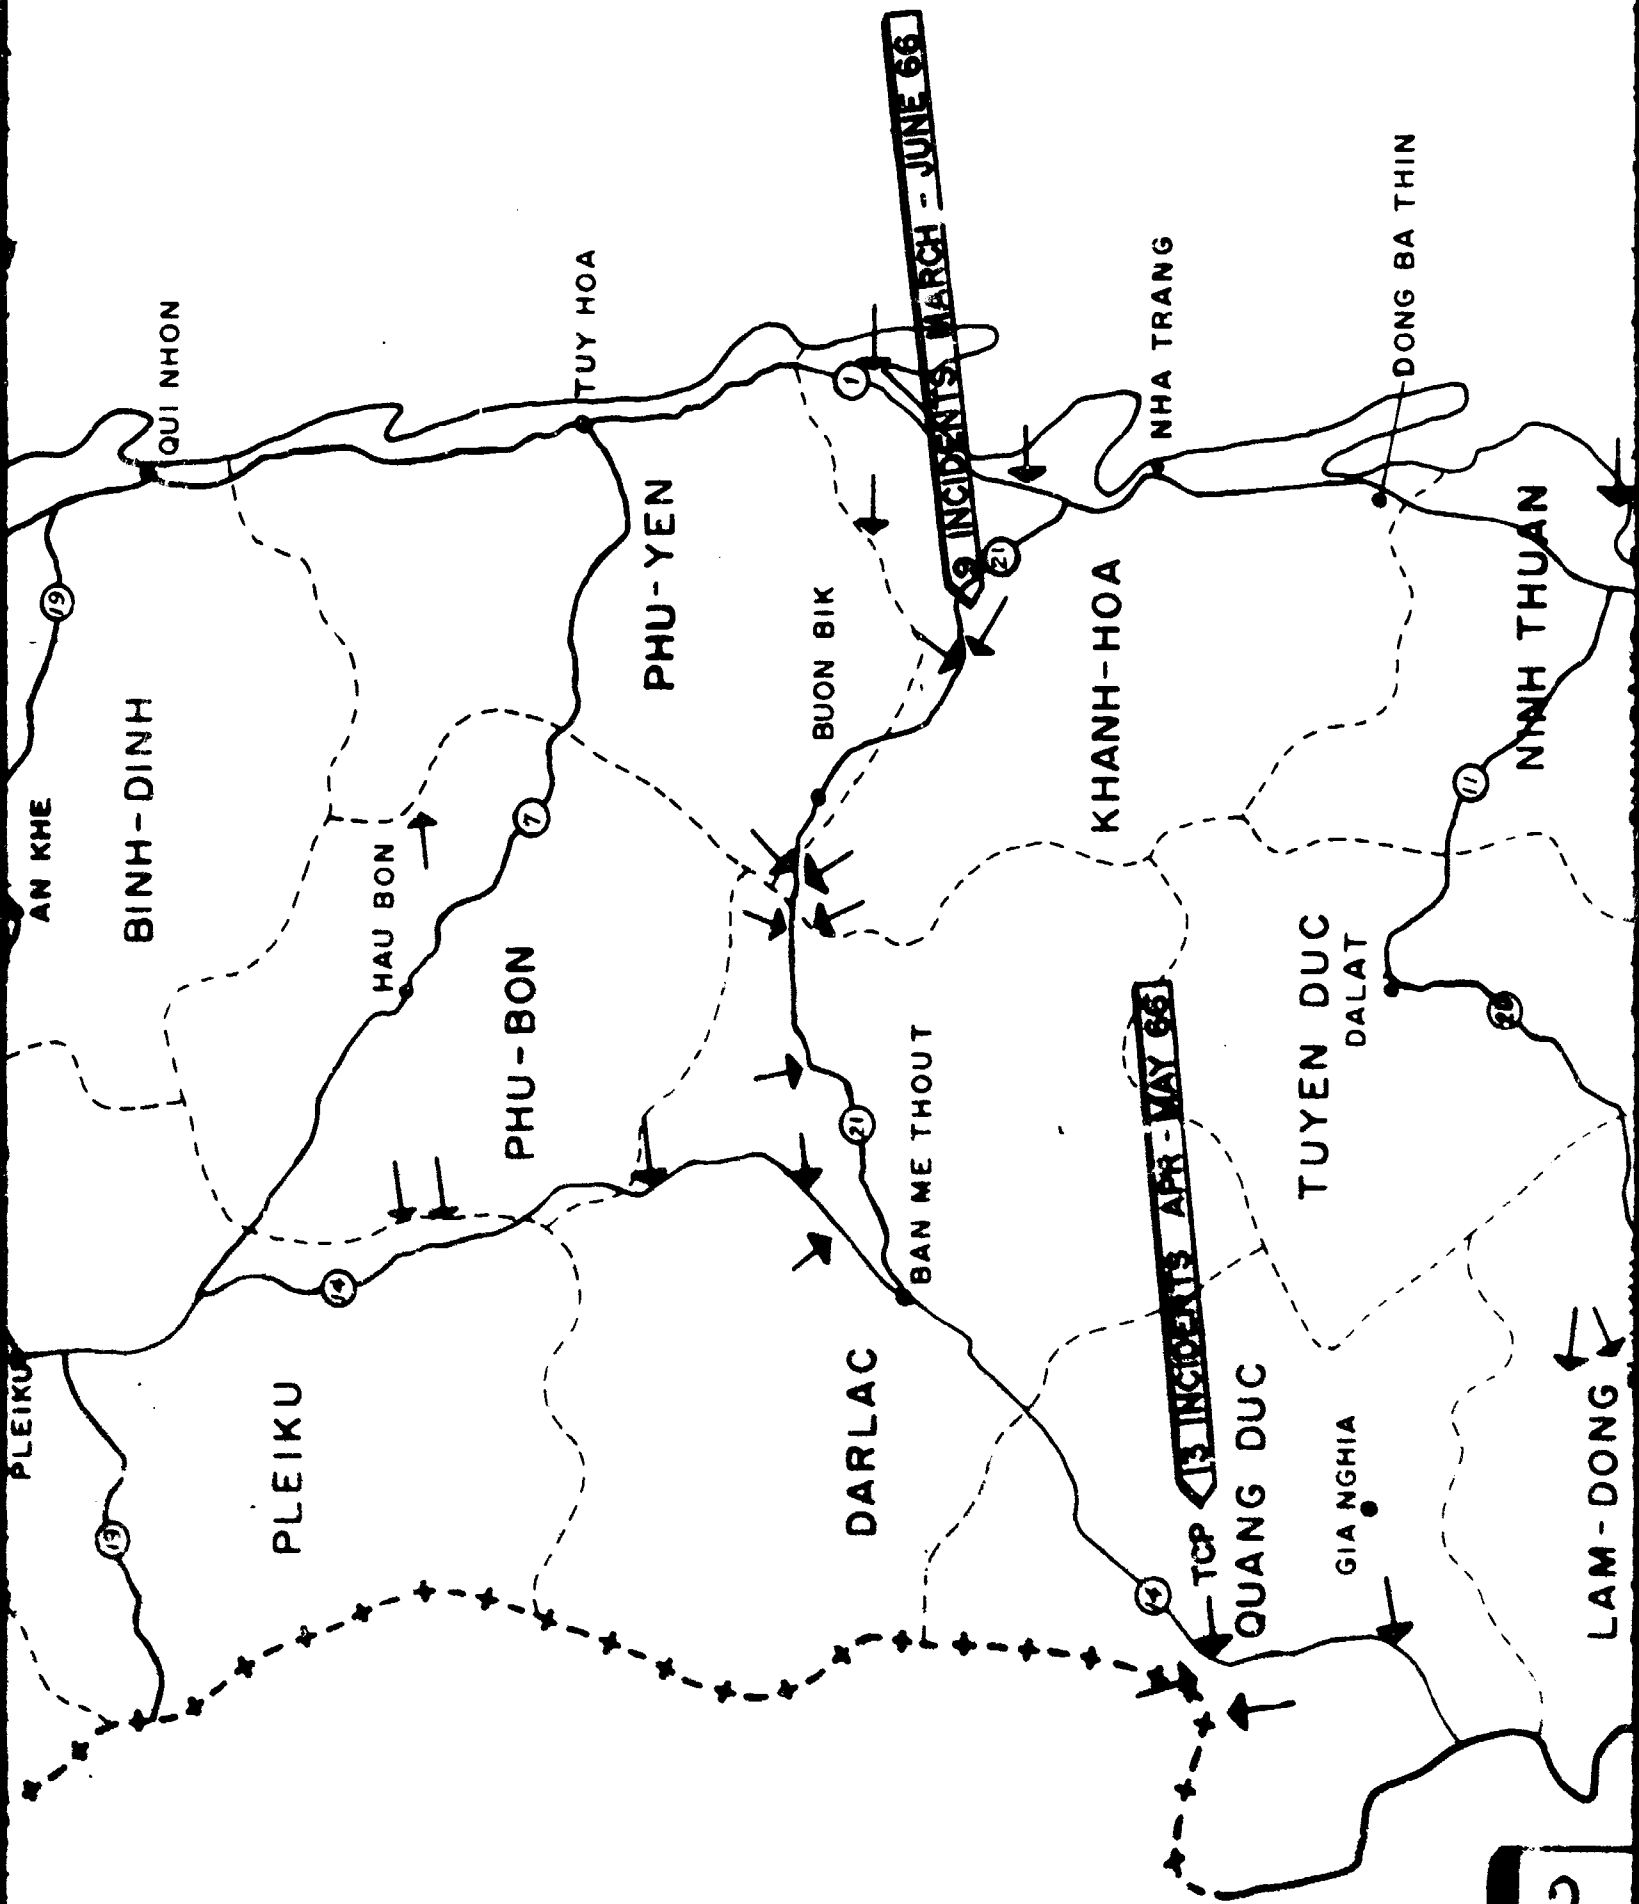 QUI NHON
TUY HOA
9 INCIDENTS MARCH - JUNE 66
NHA TRANG
DONG BA THIN
1
19
AN KHE
BINH-DINH
HAU BON
7
PHU-YEN
BUON BIK
21
KHANH-HOA
NINH THUAN
11
PHU-BON
21
BAN ME THOUT
13 INCIDENTS APR - MAY 66
TUYEN DUC
DALAT
20
PLEIKU
19
PLEIKU
14
DARLAC
14
TCP
QUANG DUC
GIA NGHIA
LAM-DONG